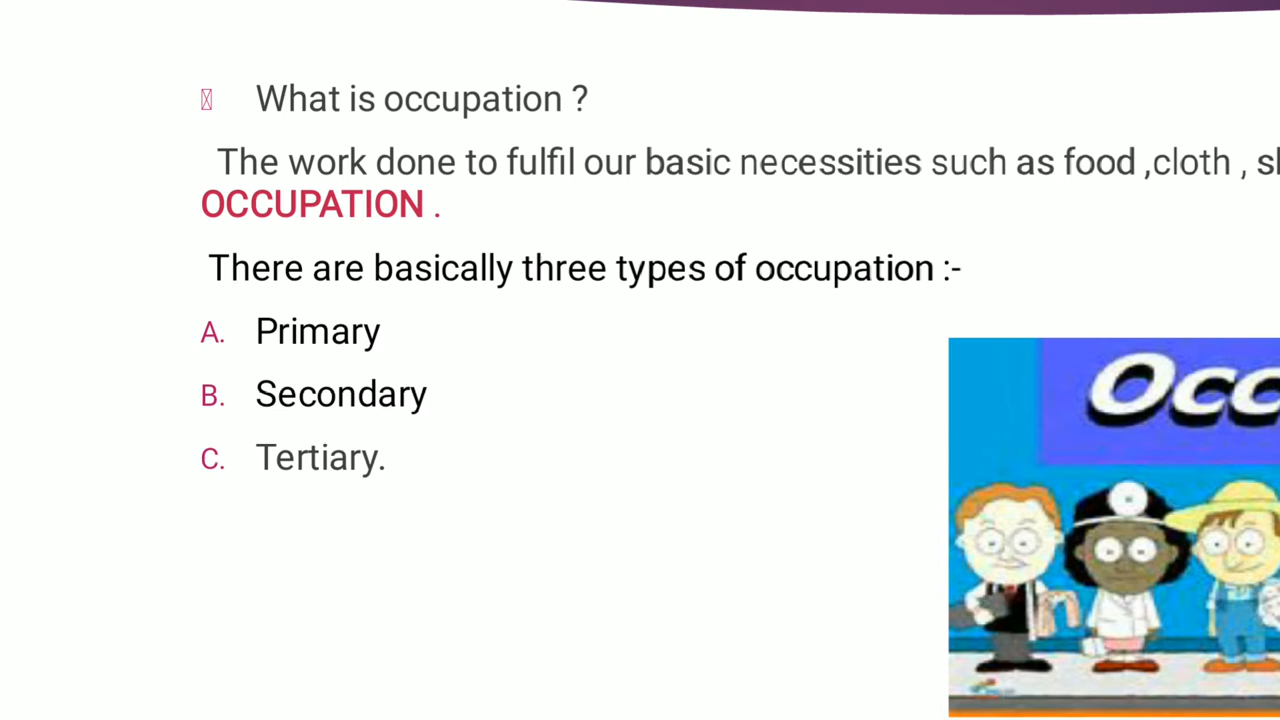 What is occupation ?
The work done to fulfil our basic necessities such as food ,cloth ,
OCCUPATION .
There are basically three types of occupation :-
A. Primary
B. Secondary
C. Tertiary.